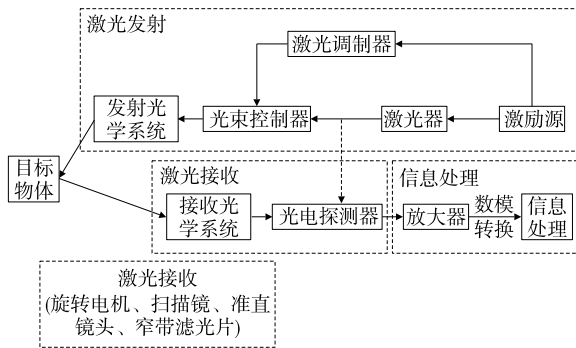 激光发射
激光调制器
发射光
学系统
光束控制器
激光器
激励源
目标
物体
激光接收
接收光
学系统
光电探测器
信息处理
放大器
数模
转换
信息
处理
激光接收
(旋转电机、扫描镜、准直
镜头、窄带滤光片)